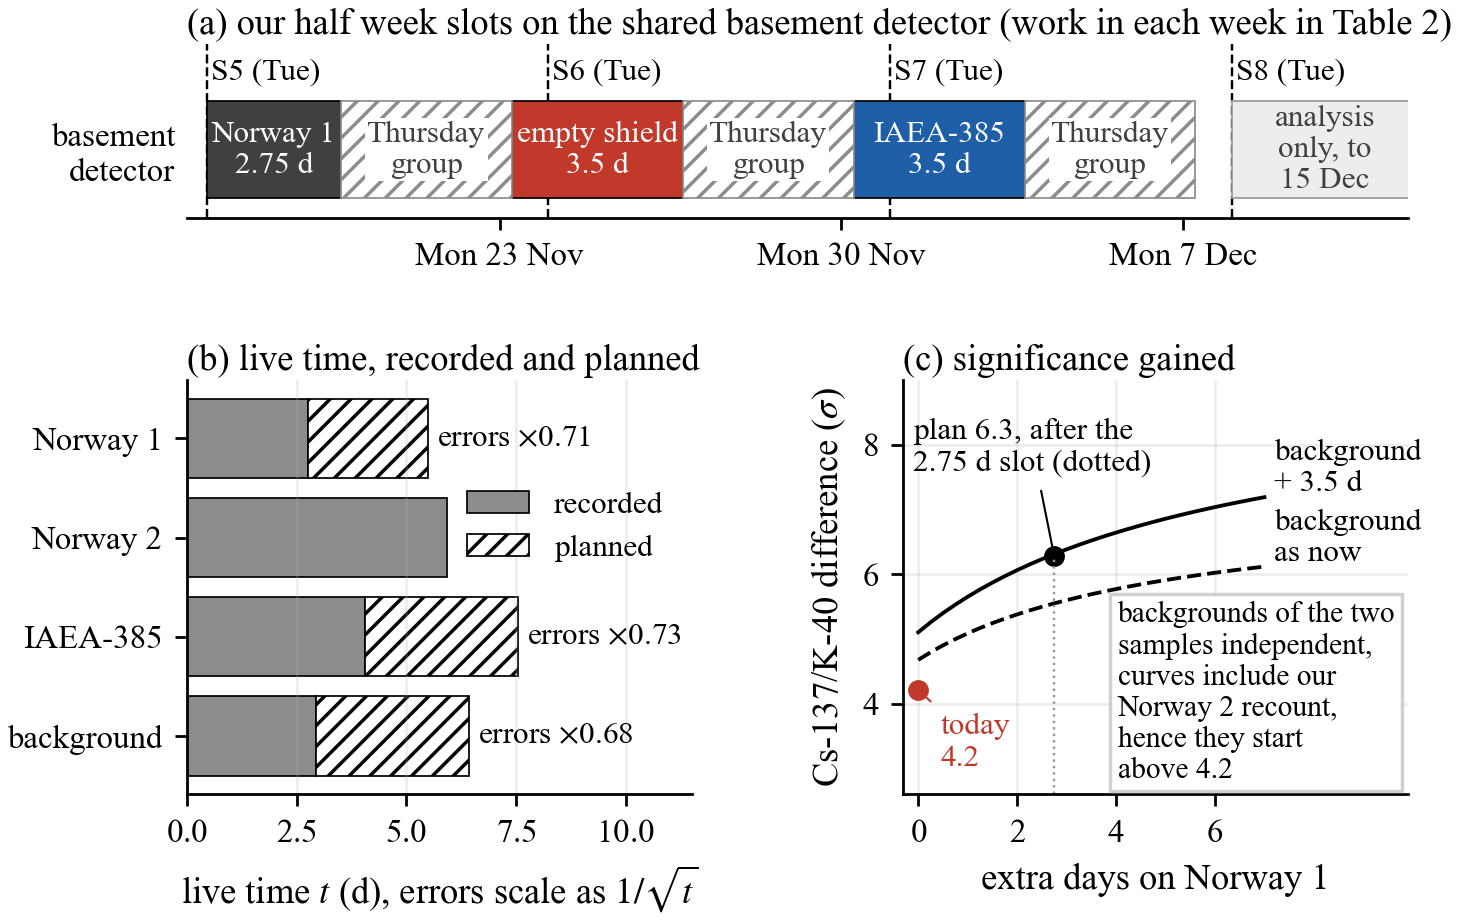 (a) our half week slots on the shared basement detector (work in each week in Table 2)
S5 (Tue)
S6 (Tue)
S7 (Tue)
S8 (Tue)
basement
detector
Norway 1
2.75 d
Thursday
group
empty shield
3.5 d
Thursday
group
IAEA-385
3.5 d
Thursday
group
analysis
only, to
15 Dec
Mon 23 Nov
Mon 30 Nov
Mon 7 Dec
(b) live time, recorded and planned
Norway 1
Norway 2
IAEA-385
background
errors ×0.71
recorded
planned
errors ×0.73
errors ×0.68
0.0
2.5
5.0
7.5
10.0
live time t (d), errors scale as 1/√t
(c) significance gained
Cs-137/K-40 difference (σ)
8
6
4
plan 6.3, after the
2.75 d slot (dotted)
background
+ 3.5 d
background
as now
today
4.2
backgrounds of the two
samples independent,
curves include our
Norway 2 recount,
hence they start
above 4.2
0
2
4
6
extra days on Norway 1